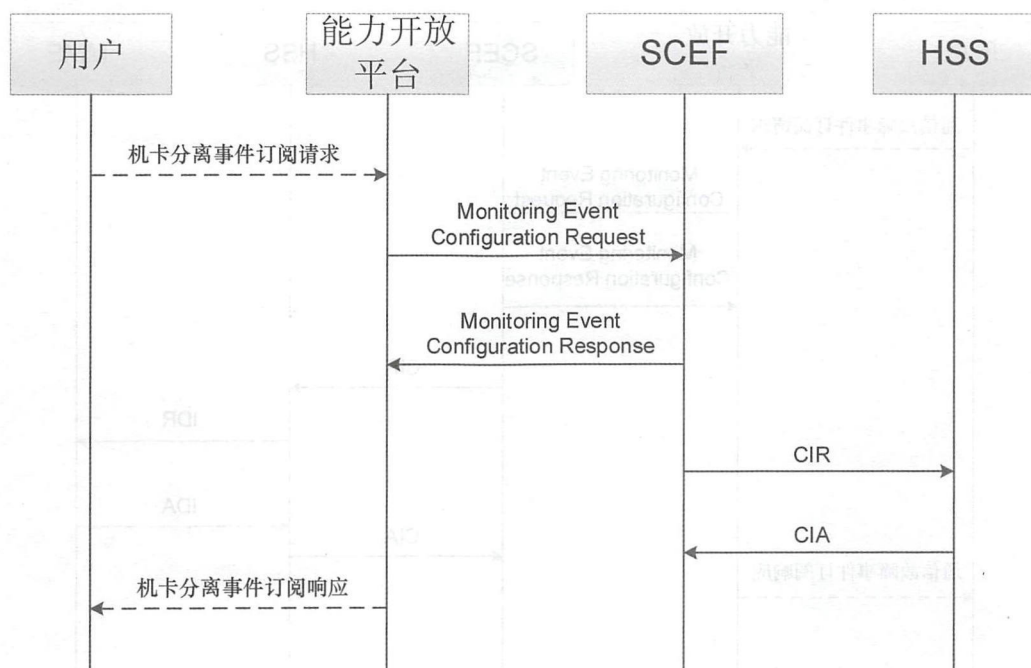 用户
能力开放
平台
SCEF
HSS
机卡分离事件订阅请求
Monitoring Event
Configuration Request
Monitoring Event
Configuration Response
CIR
CIA
机卡分离事件订阅响应